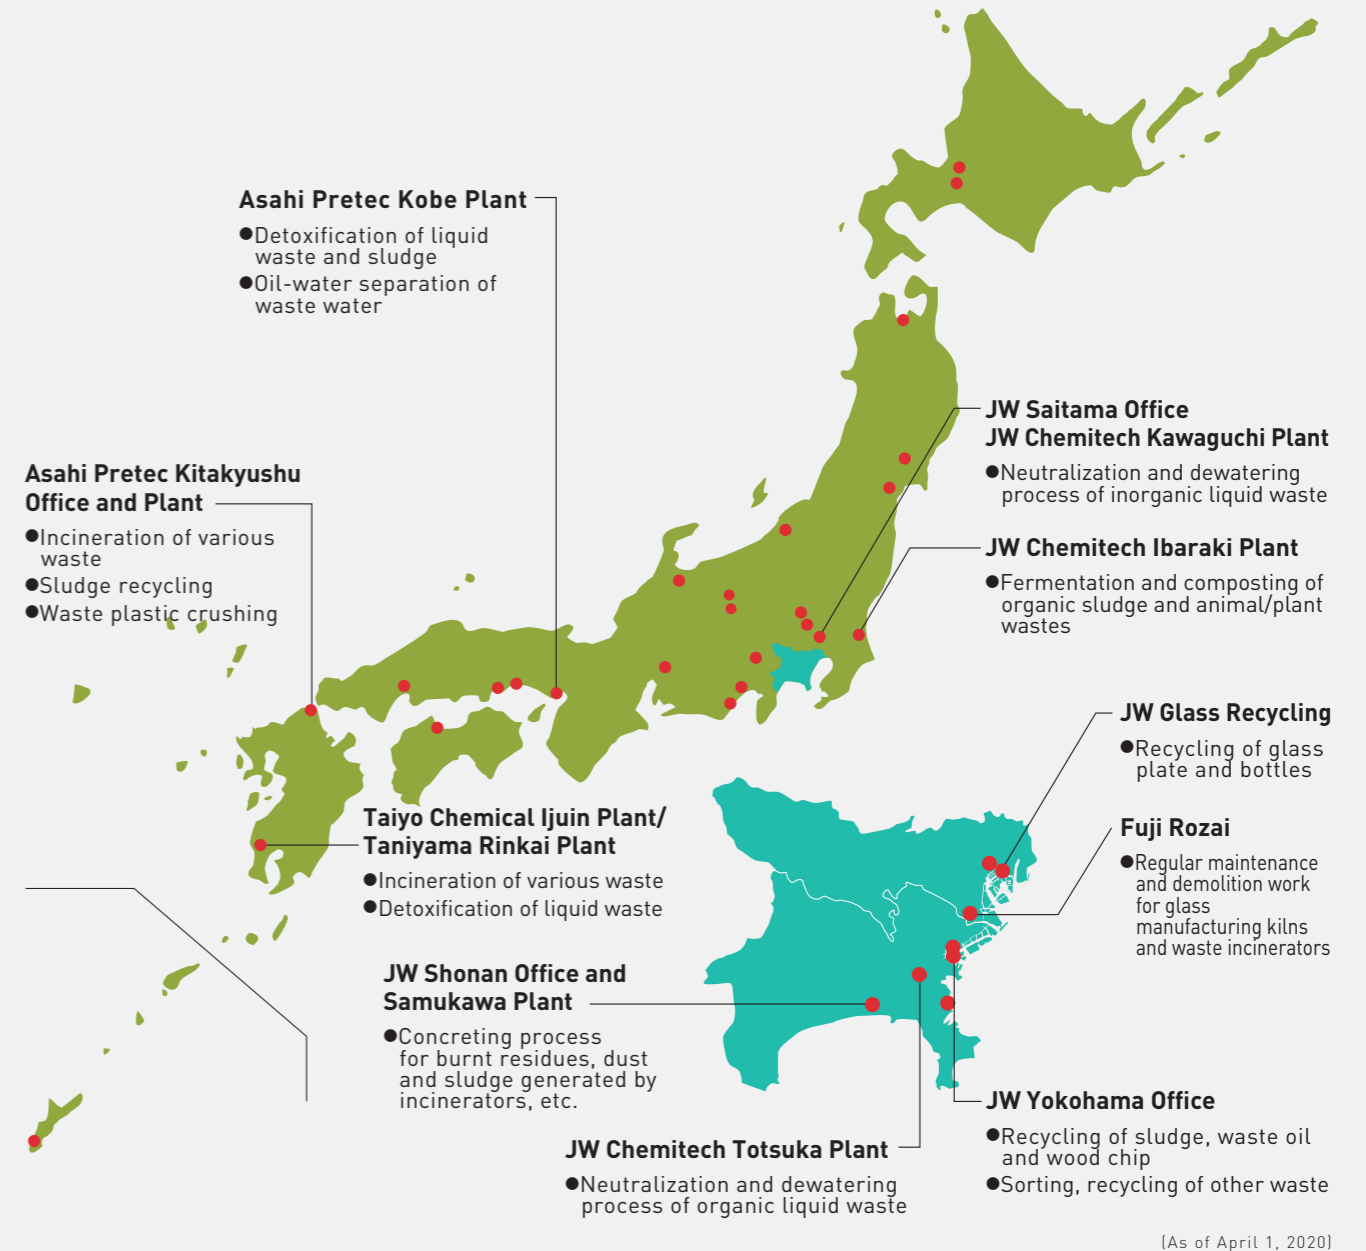 Asahi Pretec Kobe Plant
●Detoxification of liquid
waste and sludge
●Oil-water separation of
waste water
JW Saitama Office
JW Chemitech Kawaguchi Plant
●Neutralization and dewatering
process of inorganic liquid waste
Asahi Pretec Kitakyushu
Office and Plant
●Incineration of various
waste
●Sludge recycling
●Waste plastic crushing
JW Chemitech Ibaraki Plant
●Fermentation and composting of
organic sludge and animal/plant
wastes
JW Glass Recycling
●Recycling of glass
plate and bottles
Taiyo Chemical Ijuin Plant/
Taniyama Rinkai Plant
●Incineration of various waste
●Detoxification of liquid waste
Fuji Rozai
●Regular maintenance
and demolition work
for glass
manufacturing kilns
and waste incinerators
JW Shonan Office and
Samukawa Plant
●Concreting process
for burnt residues, dust
and sludge generated by
incinerators, etc.
JW Yokohama Office
●Recycling of sludge, waste oil
and wood chip
●Sorting, recycling of other waste
JW Chemitech Totsuka Plant
●Neutralization and dewatering
process of organic liquid waste
(As of April 1, 2020)